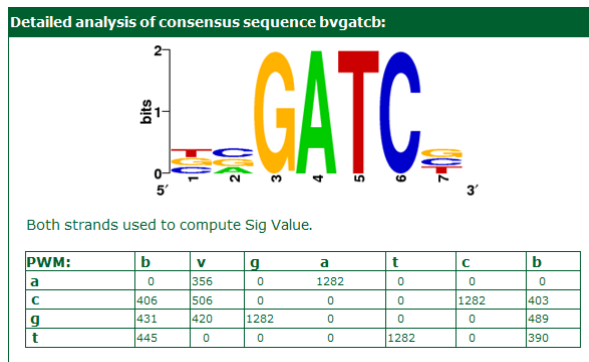 Detailed analysis of consensus sequence bvgatcb:
2
bits
1
0
T C G A T C G
G G C
C A T
5′ 1 2 3 4 5 6 7 3′
Both strands used to compute Sig Value.
PWM: b v g a t c b
a 0 356 0 1282 0 0 0
c 406 506 0 0 0 1282 403
g 431 420 1282 0 0 0 489
t 445 0 0 0 1282 0 390